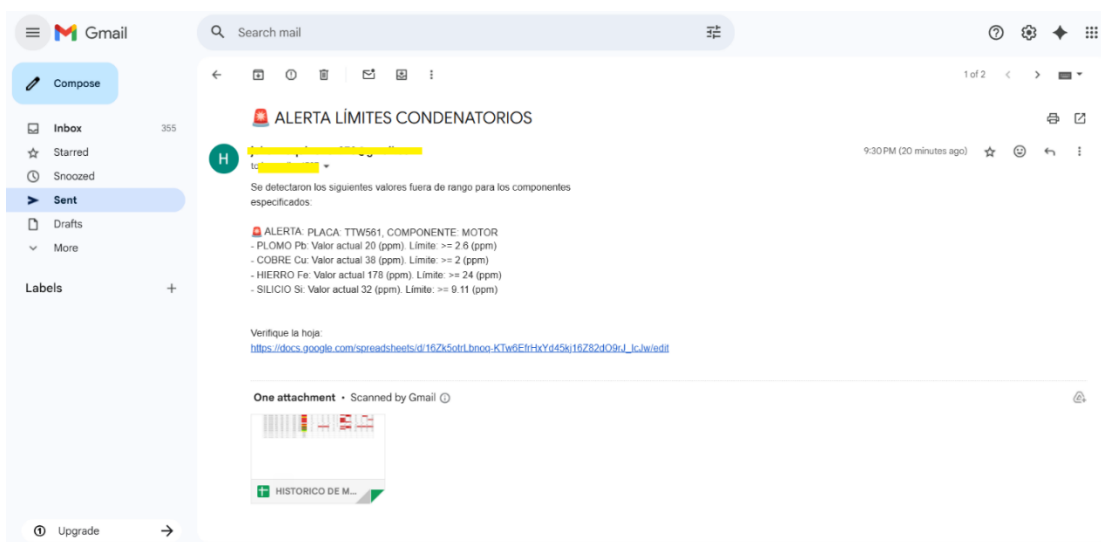 Gmail
Search mail
Compose
1 of 2
Inbox 355
Starred
Snoozed
Sent
Drafts
More
Labels +
🚨 ALERTA LÍMITES CONDENATORIOS
H
9:30 PM (20 minutes ago)
to
Se detectaron los siguientes valores fuera de rango para los componentes
especificados:
🚨 ALERTA: PLACA: TTW561, COMPONENTE: MOTOR
- PLOMO Pb: Valor actual 20 (ppm). Límite: >= 2.6 (ppm)
- COBRE Cu: Valor actual 38 (ppm). Límite: >= 2 (ppm)
- HIERRO Fe: Valor actual 178 (ppm). Límite: >= 24 (ppm)
- SILICIO Si: Valor actual 32 (ppm). Límite: >= 9.11 (ppm)
Verifique la hoja:
https://docs.google.com/spreadsheets/d/16Zk5otrLbnoq-KTw6EfrHxYd45kj16Z82dO9rJ_IcJw/edit
One attachment • Scanned by Gmail
HISTORICO DE M...
Upgrade